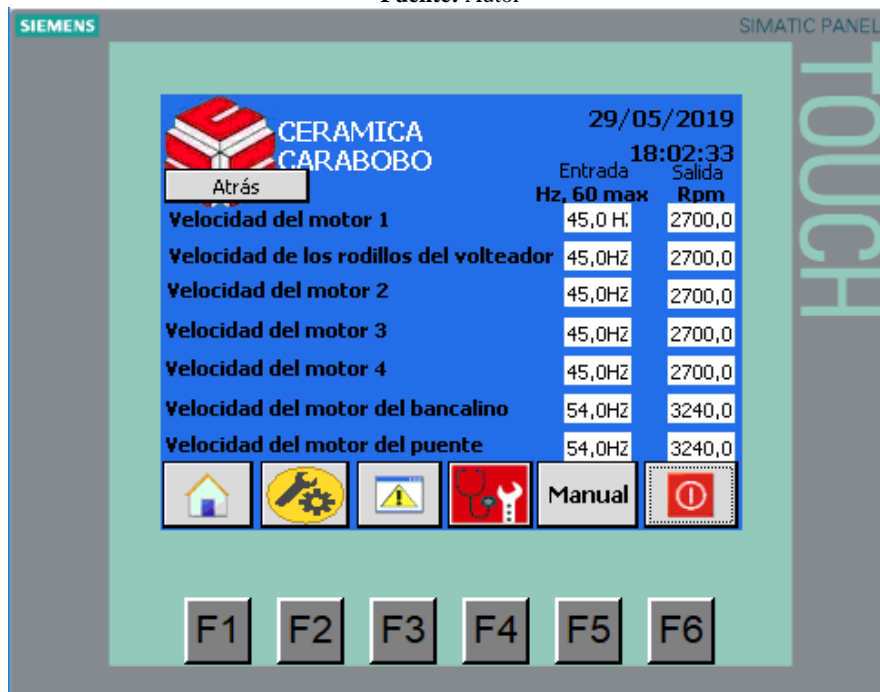 Fuente: Autor
SIEMENS
SIMATIC PANEL
TOUCH
CERAMICA
CARABOBO
29/05/2019
18:02:33
Atrás
Entrada Salida
Hz, 60 max Rpm
Velocidad del motor 1 45,0 H 2700,0
Velocidad de los rodillos del volteador 45,0HZ 2700,0
Velocidad del motor 2 45,0HZ 2700,0
Velocidad del motor 3 45,0HZ 2700,0
Velocidad del motor 4 45,0HZ 2700,0
Velocidad del motor del bancalino 54,0HZ 3240,0
Velocidad del motor del puente 54,0HZ 3240,0
Manual
F1 F2 F3 F4 F5 F6